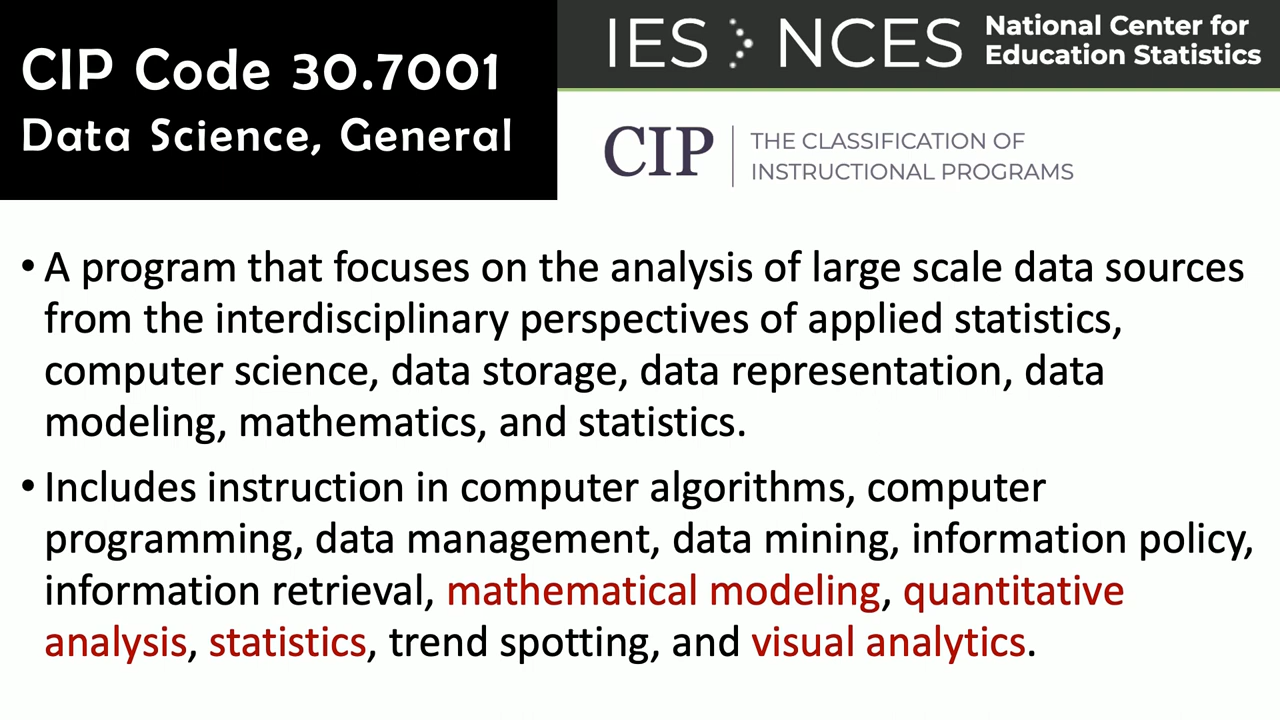 CIP Code 30.7001
Data Science, General
IES NCES National Center for
Education Statistics
CIP THE CLASSIFICATION OF
INSTRUCTIONAL PROGRAMS
• A program that focuses on the analysis of large scale data sources
from the interdisciplinary perspectives of applied statistics,
computer science, data storage, data representation, data
modeling, mathematics, and statistics.
• Includes instruction in computer algorithms, computer
programming, data management, data mining, information policy,
information retrieval, mathematical modeling, quantitative
analysis, statistics, trend spotting, and visual analytics.